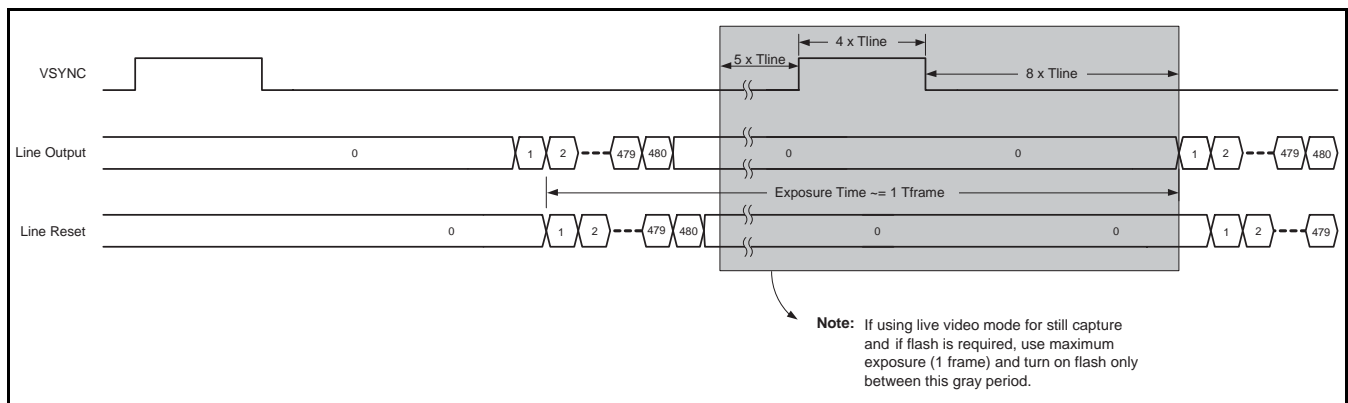 4 x Tline
5 x Tline
VSYNC
8 x Tline
Line Output
0
1
2
479
480
0
0
1
2
479
480
Exposure Time ~= 1 Tframe
Line Reset
0
1
2
479
480
0
0
1
2
479
Note: If using live video mode for still capture
and if flash is required, use maximum
exposure (1 frame) and turn on flash only
between this gray period.